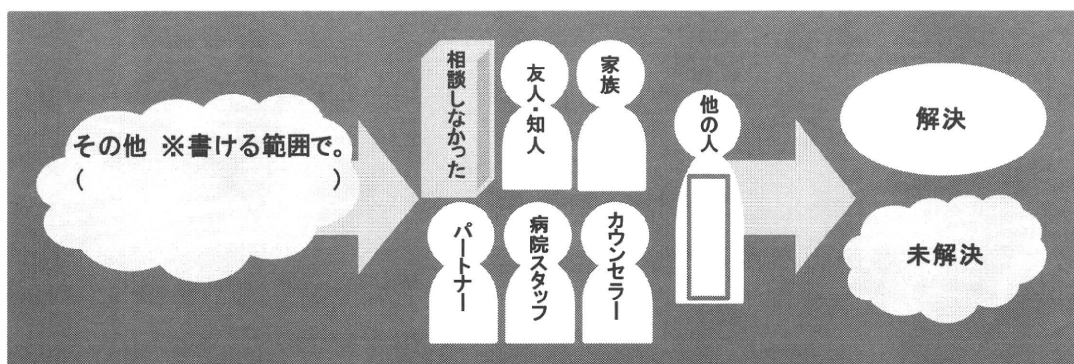 その他 ※書ける範囲で。
(　　　　　　　　　　)
相談しなかった
友人・知人
家族
パートナー
病院スタッフ
カウンセラー
他の人
解決
未解決